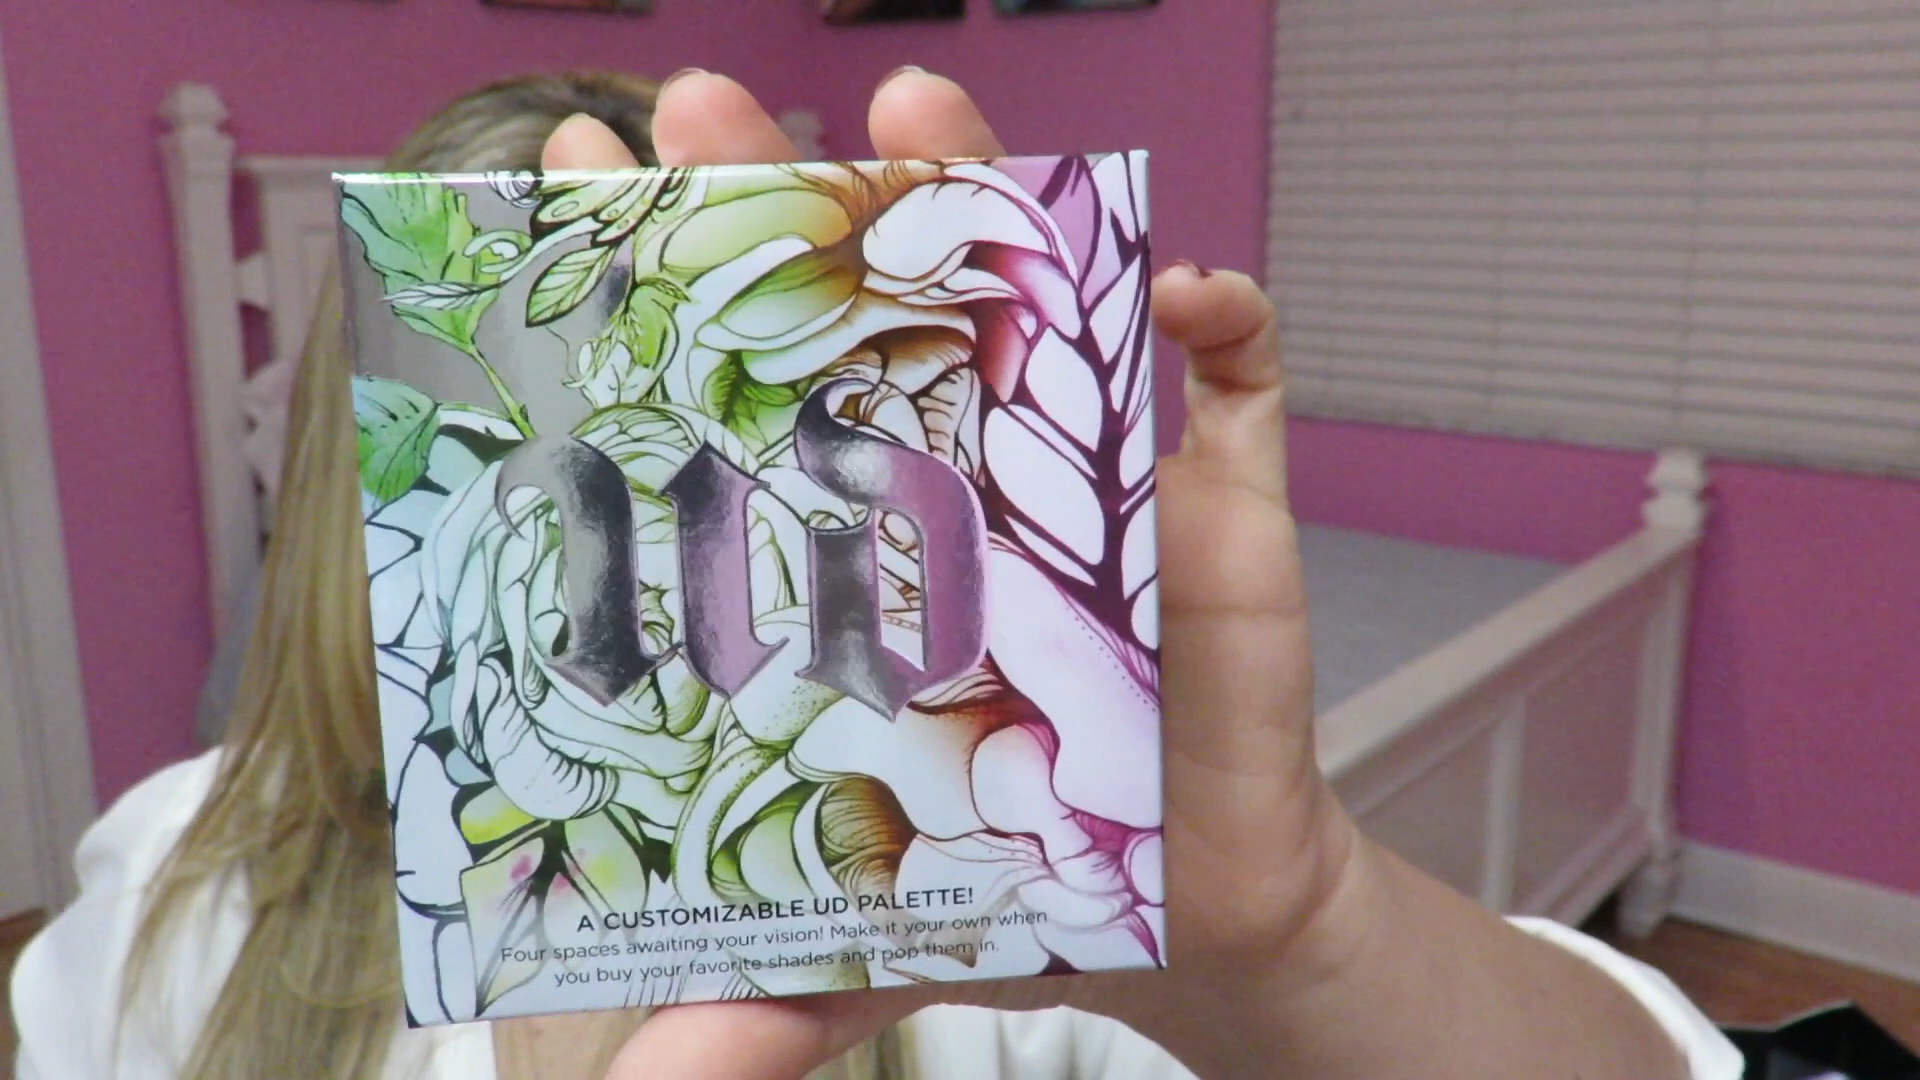 UD
A CUSTOMIZABLE UD PALETTE!
Four spaces awaiting your vision! Make it your own when
you buy your favorite shades and pop them in.